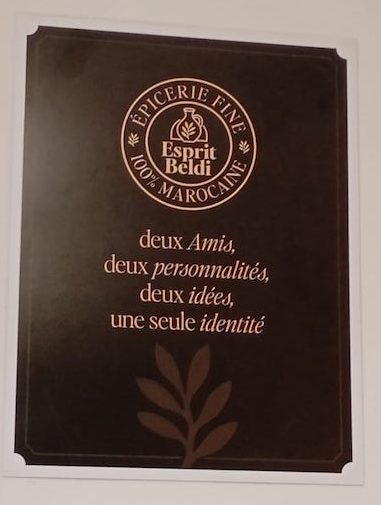 ÉPICERIE FINE
Esprit
Beldi
100% MAROCAINE
deux Amis,
deux personnalités,
deux idées,
une seule identité